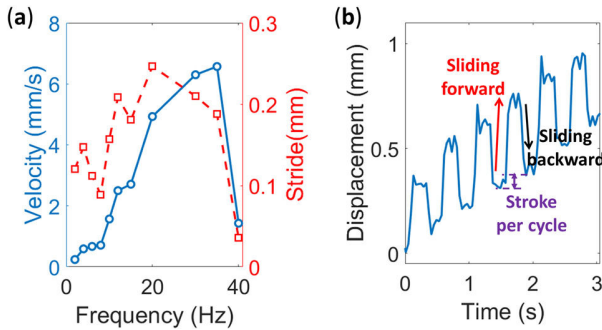 (a)
8
6
4
2
0
Velocity (mm/s)
0.3
0.2
0.1
0
Stride(mm)
0
20
40
Frequency (Hz)
(b)
1
0.5
0
Displacement (mm)
Sliding
forward
Sliding
backward
Stroke
per cycle
0
1
2
3
Time (s)